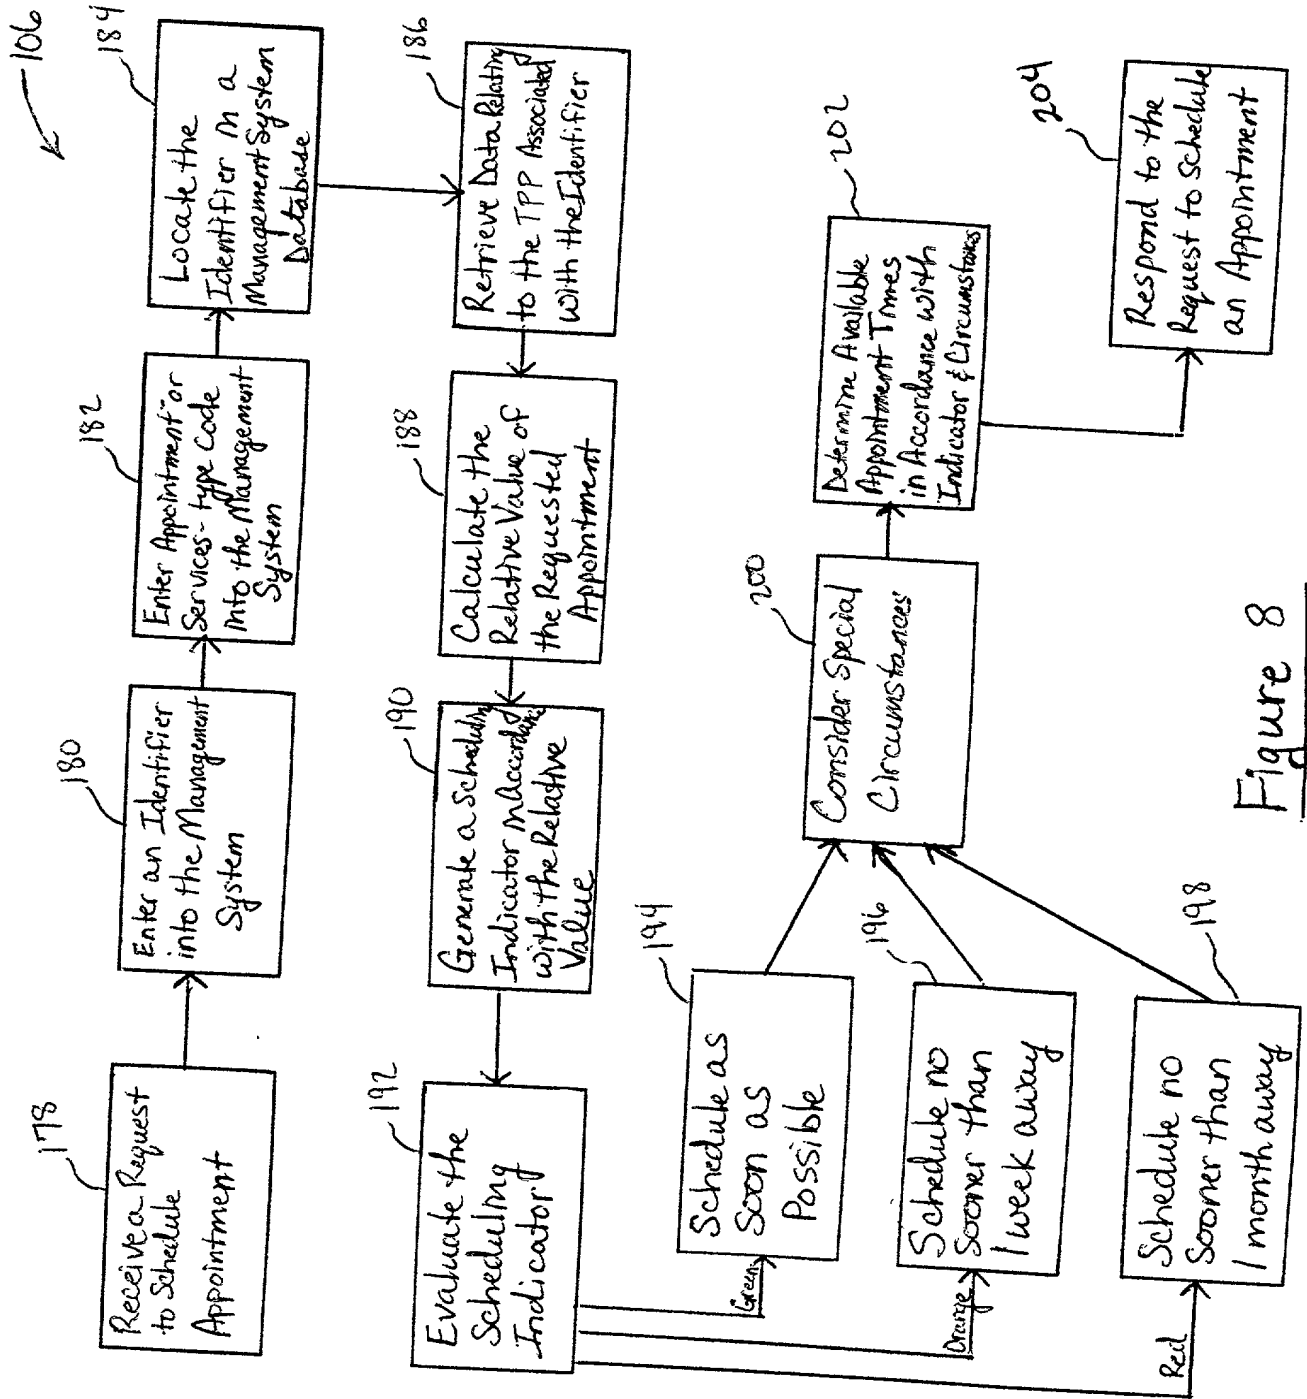 106
178
Receive a Request
to Schedule
Appointment
180
Enter an Identifier
into the Management
System
182
Enter Appointment or
Services-type Code
into the Management
System
184
Locate the
Identifier in a
Management System
Database
186
Retrieve Data Relating
to the TPP Associated
with the Identifier
188
Calculate the
Relative Value of
the Requested
Appointment
190
Generate a Scheduling
Indicator in Accordance
with the Relative
Value
192
Evaluate the
Scheduling
Indicator
Green
Orange
Red
194
Schedule as
Soon as
Possible
196
Schedule no
Sooner than
1 week away
198
Schedule no
Sooner than
1 month away
200
Consider Special
Circumstances
202
Determine Available
Appointment Times
in Accordance with
Indicator & Circumstances
204
Respond to the
Request to Schedule
an Appointment
Figure 8